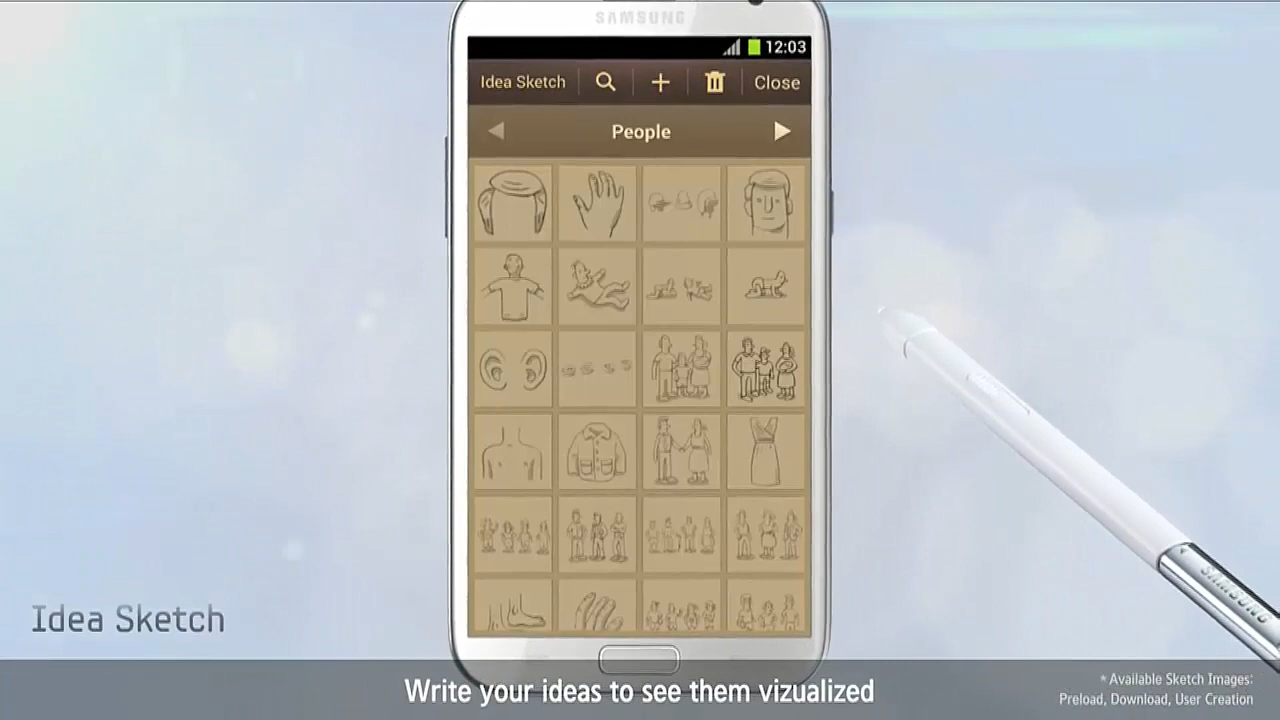 SAMSUNG
12:03
Idea Sketch
Close
People
SAMSUNG
Idea Sketch
Write your ideas to see them vizualized
* Available Sketch Images:
Preload, Download, User Creation